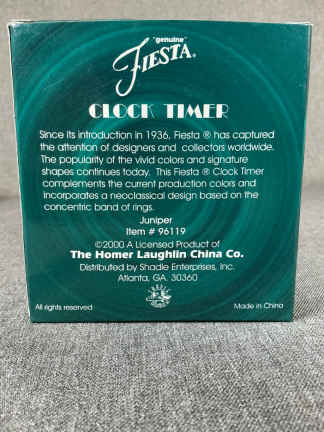 "genuine"
FIESTA®
CLOCK TIMER
Since its introduction in 1936, Fiesta ® has captured
the attention of designers and collectors worldwide.
The popularity of the vivid colors and signature
shapes continues today. This Fiesta ® Clock Timer
complements the current production colors and
incorporates a neoclassical design based on the
concentric band of rings.
Juniper
Item # 96119
©2000 A Licensed Product of
The Homer Laughlin China Co.
Distributed by Shadle Enterprises, Inc.
Atlanta, GA. 30360
All rights reserved
Made in China